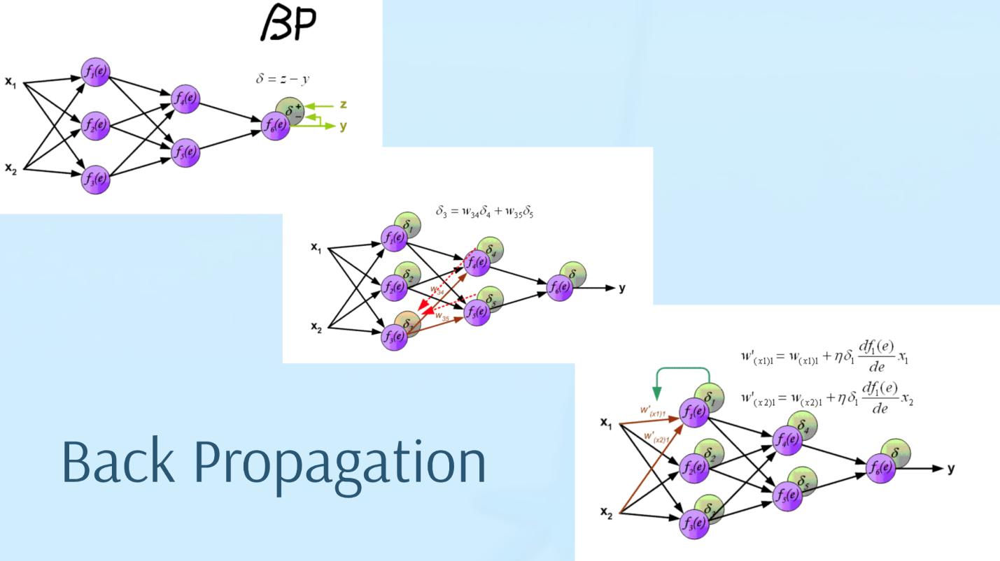 BP
δ = z − y
x₁
x₂
f₁(e)
f₂(e)
f₃(e)
f₄(e)
f₅(e)
f₆(e)
δ
+
−
z
y
δ₃ = w₃₄δ₄ + w₃₅δ₅
x₁
x₂
f₁(e)
δ₁
f₂(e)
δ₂
f₃(e)
δ₃
w₃₄
w₃₅
f₄(e)
δ₄
f₅(e)
δ₅
f₆(e)
δ
y
w'₍ₓ₁₎₁ = w₍ₓ₁₎₁ + ηδ₁ df₁(e)/de x₁
w'₍ₓ₂₎₁ = w₍ₓ₂₎₁ + ηδ₁ df₁(e)/de x₂
x₁
x₂
w'₍ₓ₁₎₁
w'₍ₓ₂₎₁
f₁(e)
δ₁
f₂(e)
δ₂
f₃(e)
δ₃
f₄(e)
δ₄
f₅(e)
δ₅
f₆(e)
δ
y
Back Propagation